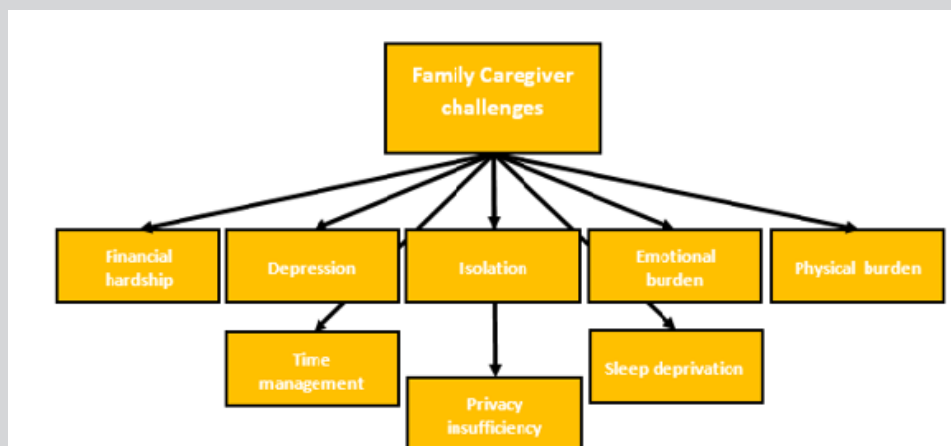 Family Caregiver
challenges
Financial
hardship
Depression
Isolation
Emotional
burden
Physical burden
Time
management
Privacy
insufficiency
Sleep deprivation